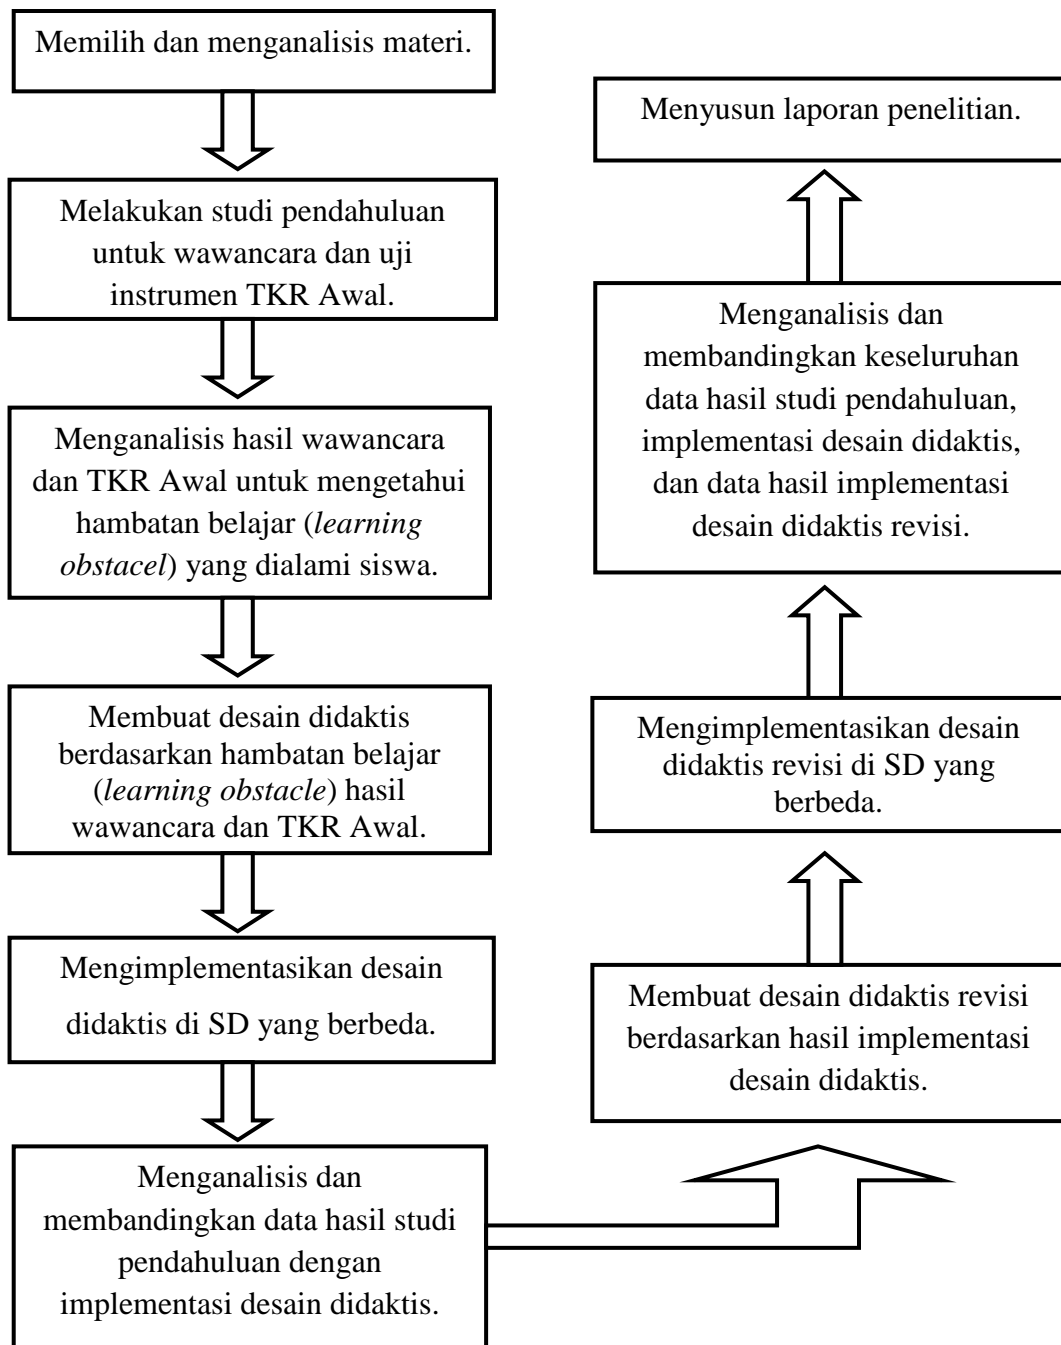 Memilih dan menganalisis materi.
Melakukan studi pendahuluan
untuk wawancara dan uji
instrumen TKR Awal.
Menganalisis hasil wawancara
dan TKR Awal untuk mengetahui
hambatan belajar (learning
obstacel) yang dialami siswa.
Membuat desain didaktis
berdasarkan hambatan belajar
(learning obstacle) hasil
wawancara dan TKR Awal.
Mengimplementasikan desain
didaktis di SD yang berbeda.
Menganalisis dan
membandingkan data hasil studi
pendahuluan dengan
implementasi desain didaktis.
Membuat desain didaktis revisi
berdasarkan hasil implementasi
desain didaktis.
Mengimplementasikan desain
didaktis revisi di SD yang
berbeda.
Menganalisis dan
membandingkan keseluruhan
data hasil studi pendahuluan,
implementasi desain didaktis,
dan data hasil implementasi
desain didaktis revisi.
Menyusun laporan penelitian.